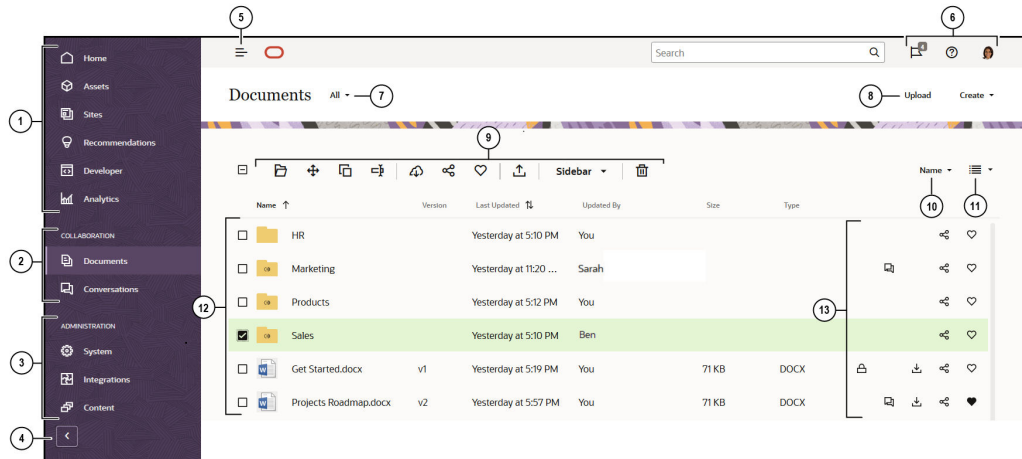 5
6
Home
Search
4
Assets
Documents All
7
8
Upload
Create
Sites
1
Recommendations
9
Developer
Sidebar
Name
Analytics
Name
Version
Last Updated
Updated By
Size
Type
10
11
COLLABORATION
HR
Yesterday at 5:10 PM
You
2
Documents
Marketing
Yesterday at 11:20 ...
Sarah
Conversations
12
Products
Yesterday at 5:12 PM
You
13
ADMINISTRATION
Sales
Yesterday at 5:10 PM
Ben
3
System
Get Started.docx
v1
Yesterday at 5:19 PM
You
71 KB
DOCX
Integrations
Projects Roadmap.docx
v2
Yesterday at 5:57 PM
You
71 KB
DOCX
Content
4